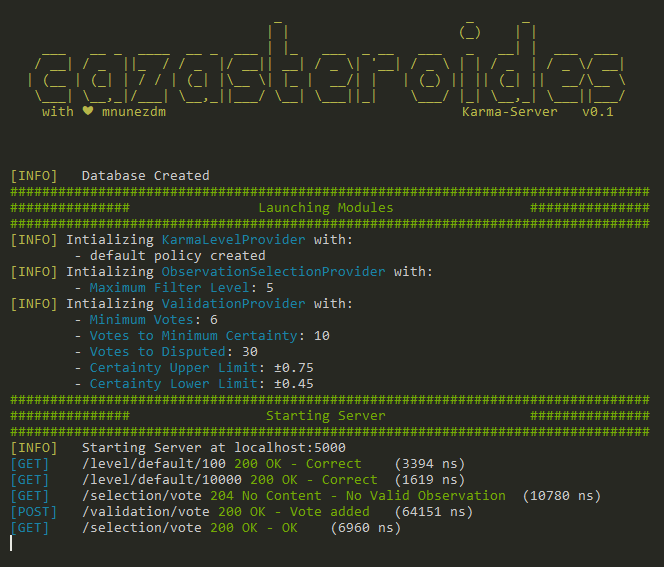 cazasteroides
with ❤ mnunezdm Karma-Server v0.1
[INFO] Database Created
################################################################################
############### Launching Modules ###############
################################################################################
[INFO] Intializing KarmaLevelProvider with:
- default policy created
[INFO] Intializing ObservationSelectionProvider with:
- Maximum Filter Level: 5
[INFO] Intializing ValidationProvider with:
- Minimum Votes: 6
- Votes to Minimum Certainty: 10
- Votes to Disputed: 30
- Certainty Upper Limit: ±0.75
- Certainty Lower Limit: ±0.45
################################################################################
############### Starting Server ###############
################################################################################
[INFO] Starting Server at localhost:5000
[GET] /level/default/100 200 OK - Correct (3394 ns)
[GET] /level/default/10000 200 OK - Correct (1619 ns)
[GET] /selection/vote 204 No Content - No Valid Observation (10780 ns)
[POST] /validation/vote 200 OK - Vote added (64151 ns)
[GET] /selection/vote 200 OK - OK (6960 ns)